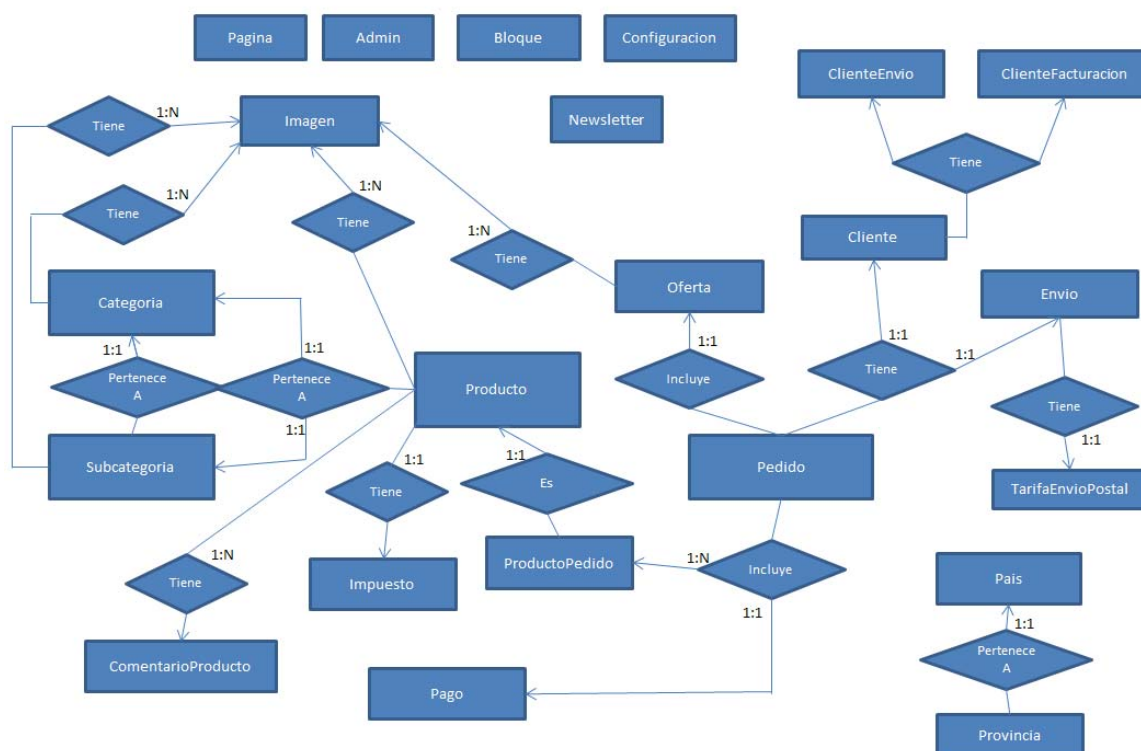 Pagina
Admin
Bloque
Configuracion
ClienteEnvio
ClienteFacturacion
1:N
Tiene
Imagen
Newsletter
Tiene
1:N
Tiene
1:N
Tiene
1:N
Tiene
Cliente
Categoria
Oferta
Envio
1:1
1:1
1:1
1:1
1:1
Pertenece
A
Pertenece
A
Producto
Incluye
Tiene
Tiene
1:1
1:1
Subcategoria
1:1
1:1
Pedido
Tiene
Es
TarifaEnvioPostal
1:N
1:N
Tiene
Impuesto
ProductoPedido
Incluye
Pais
1:1
1:1
ComentarioProducto
Pertenece
A
Pago
Provincia